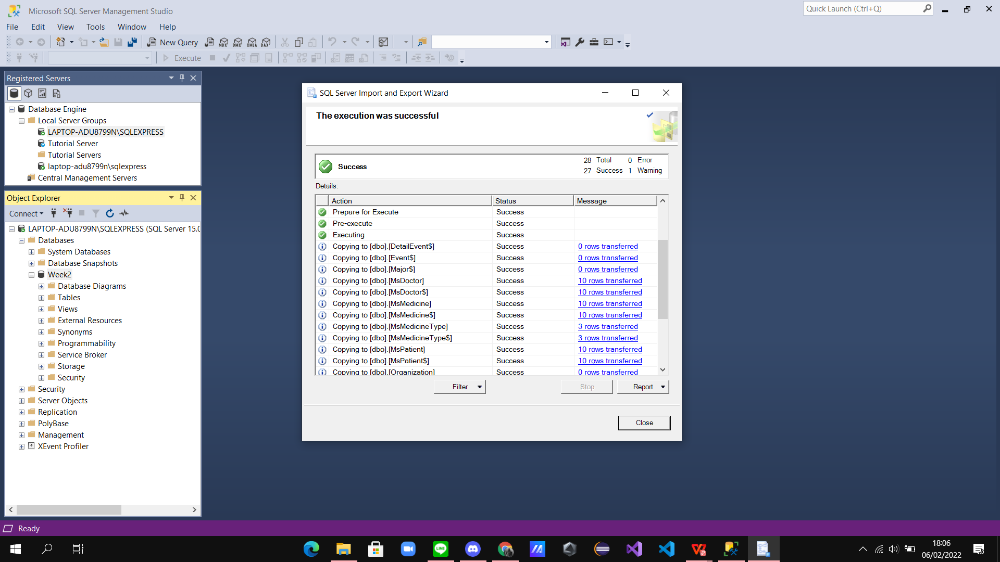 Microsoft SQL Server Management Studio
Quick Launch (Ctrl+Q)
File Edit View Tools Window Help
New Query MDX DMX XMLA DAX
Execute
Registered Servers
Database Engine
Local Server Groups
LAPTOP-ADU8799N\SQLEXPRESS
Tutorial Server
Tutorial Servers
laptop-adu8799n\sqlexpress
Central Management Servers
Object Explorer
Connect
LAPTOP-ADU8799N\SQLEXPRESS (SQL Server 15.0
Databases
System Databases
Database Snapshots
Week2
Database Diagrams
Tables
Views
External Resources
Synonyms
Programmability
Service Broker
Storage
Security
Security
Server Objects
Replication
PolyBase
Management
XEvent Profiler
SQL Server Import and Export Wizard
The execution was successful
Success
28 Total 0 Error
27 Success 1 Warning
Details:
Action Status Message
Prepare for Execute Success
Pre-execute Success
Executing Success
Copying to [dbo].[DetailEvent$] Success 0 rows transferred
Copying to [dbo].[Event$] Success 0 rows transferred
Copying to [dbo].[Major$] Success 0 rows transferred
Copying to [dbo].[MsDoctor] Success 10 rows transferred
Copying to [dbo].[MsDoctor$] Success 10 rows transferred
Copying to [dbo].[MsMedicine] Success 10 rows transferred
Copying to [dbo].[MsMedicine$] Success 10 rows transferred
Copying to [dbo].[MsMedicineType] Success 3 rows transferred
Copying to [dbo].[MsMedicineType$] Success 3 rows transferred
Copying to [dbo].[MsPatient] Success 10 rows transferred
Copying to [dbo].[MsPatient$] Success 10 rows transferred
Copying to [dbo].[Organization] Success 0 rows transferred
Filter Stop Report
Close
Ready
LINE
18:06
06/02/2022